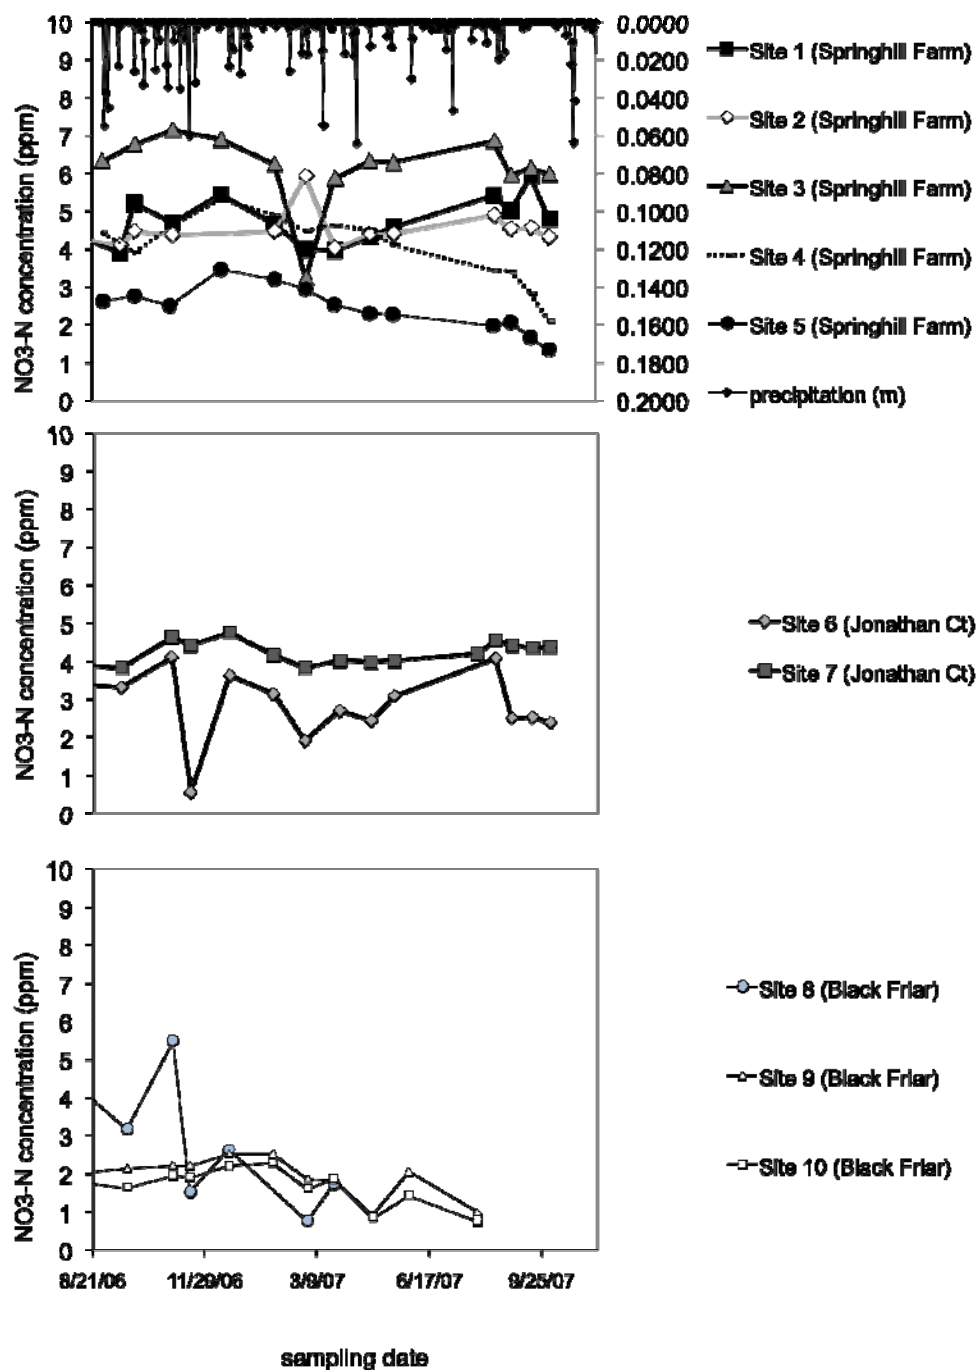 10
9
8
7
6
5
4
3
2
1
0
NO3-N concentration (ppm)
0.0000
0.0200
0.0400
0.0600
0.0800
0.1000
0.1200
0.1400
0.1600
0.1800
0.2000
Site 1 (Springhill Farm)
Site 2 (Springhill Farm)
Site 3 (Springhill Farm)
Site 4 (Springhill Farm)
Site 5 (Springhill Farm)
precipitation (m)
10
9
8
7
6
5
4
3
2
1
0
NO3-N concentration (ppm)
Site 6 (Jonathan Ct)
Site 7 (Jonathan Ct)
10
9
8
7
6
5
4
3
2
1
0
NO3-N concentration (ppm)
Site 8 (Black Friar)
Site 9 (Black Friar)
Site 10 (Black Friar)
8/21/06 11/29/06 3/9/07 6/17/07 9/25/07
sampling date